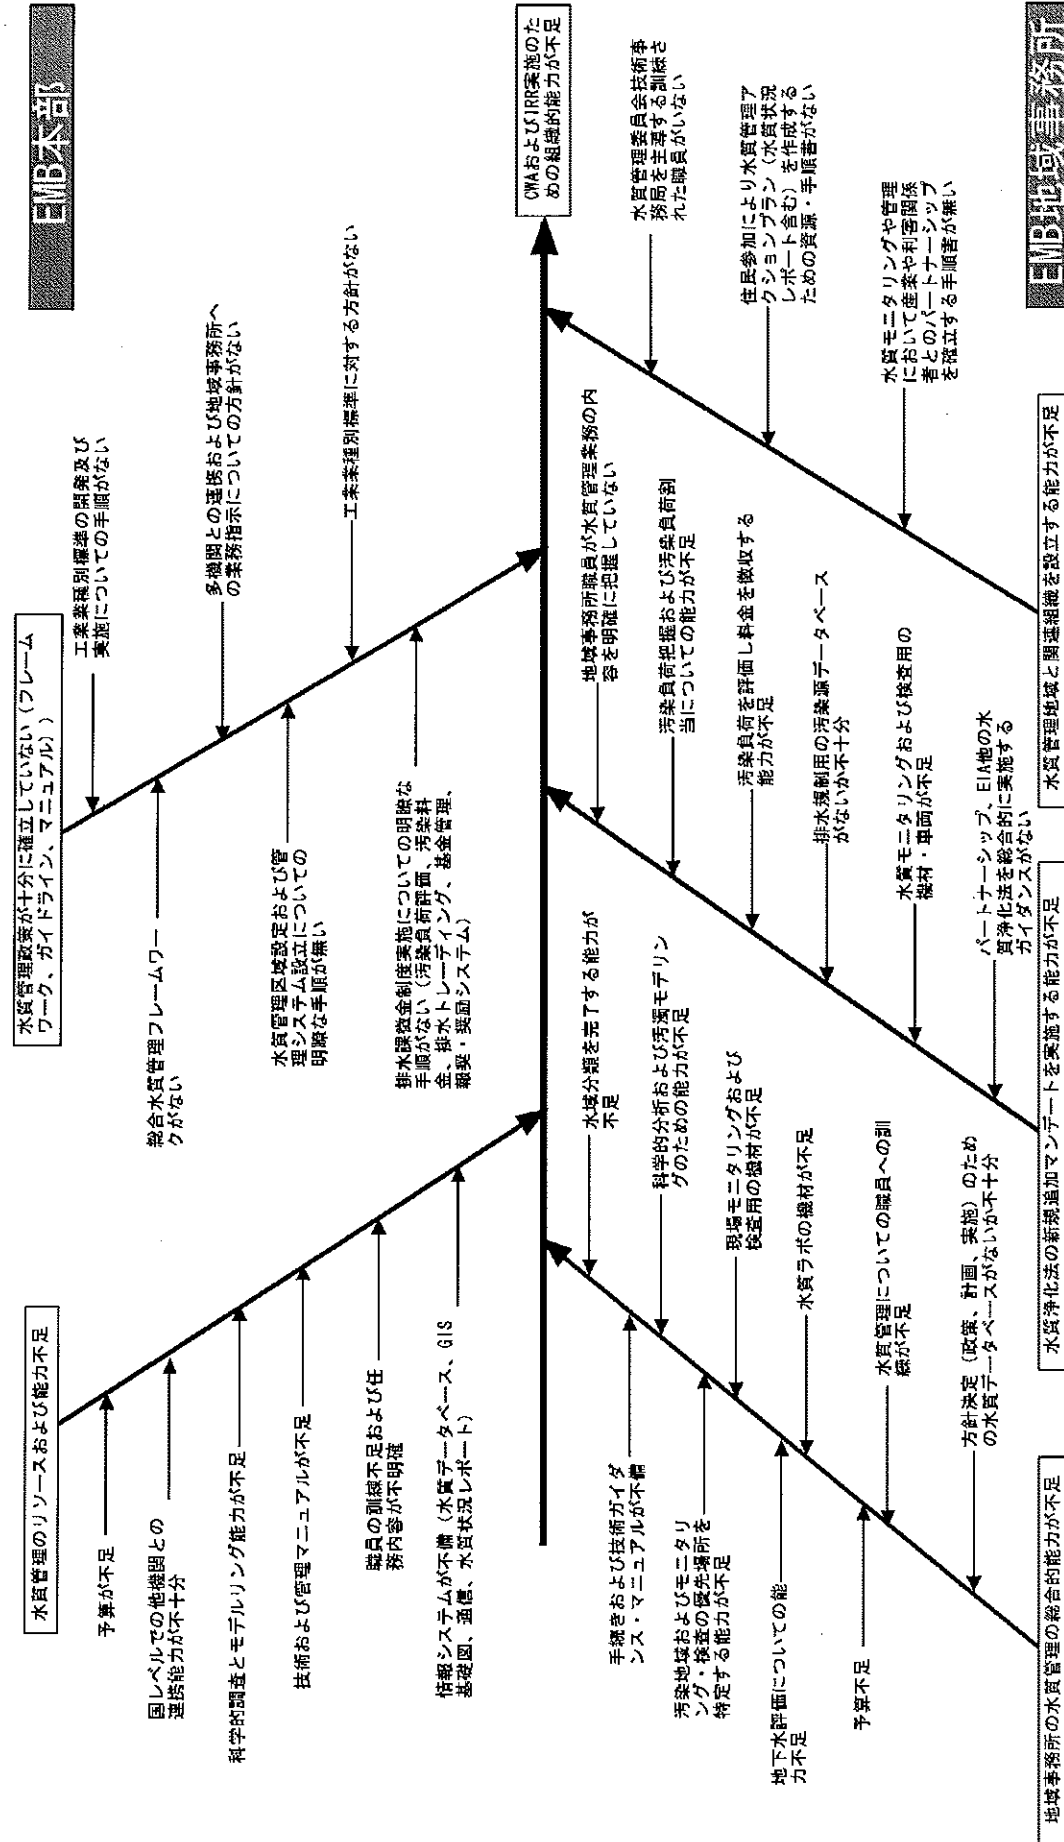 EMB本部
水質管理のリソースおよび能力不足
予算が不足
国レベルでの他機関との
連携能力が不十分
科学的調査とモデルリング能力が不足
技術および管理マニュアルが不足
職員の訓練不足および任
務内容が不明確
情報システムが不備（水質データベース、GIS
基礎図、通信、水質状況レポート）
水質管理政策が十分に確立していない（フレーム
ワーク、ガイドライン、マニュアル））
工業業種別標準の開発及び
実施についての手順がない
総合水質管理フレームワー
クがない
多機関との連携および地域事務所へ
の業務指示についての方針がない
水質管理区域設定および管
理システム設立についての
明瞭な手順が無い
工業業種別標準に対する方針がない
排水課徴金制度実施についての明瞭な
手順がない（汚染負荷評価、汚染料
金、排水トレーディング、基金管理、
報奨・奨励システム）
CWAおよびIRR実施のた
めの組織的能力が不足
水域分類を完了する能力が
不足
手続きおよび技術ガイダ
ンス・マニュアルが不備
科学的分析および汚濁モデリン
グのための能力が不足
汚染地域およびモニタリ
ング・検査の優先場所を
特定する能力が不足
現場モニタリングおよび
検査用の機材が不足
地下水評価についての能
力不足
水質ラボの機材が不足
予算不足
水質管理についての職員への訓
練が不足
方針決定（政策、計画、実施）のため
の水質データベースがないか不十分
地域事務所の水質管理の総合的能力が不足
地域事務所職員が水質管理業務の内
容を明確に把握していない
汚染負荷把握および汚染負荷割
当についての能力が不足
汚染負荷を評価し料金を徴収する
能力が不足
排水規制用の汚染源データベース
がないか不十分
水質モニタリングおよび検査用の
機材・車両が不足
パートナーシップ、EIA他の水
質浄化法を総合的に実施する
ガイダンスがない
水質浄化法の新規追加マンデートを実施する能力が不足
水質管理委員会技術事
務局を主導する訓練さ
れた職員がいない
住民参加により水質管理ア
クションプラン（水質状況
レポート含む）を作成する
ための資源・手順書がない
水質モニタリングや管理
において産業や利害関係
者とのパートナーシップ
を確立する手順書が無い
水質管理地域と関連組織を設立する能力が不足
EMB地域事務所